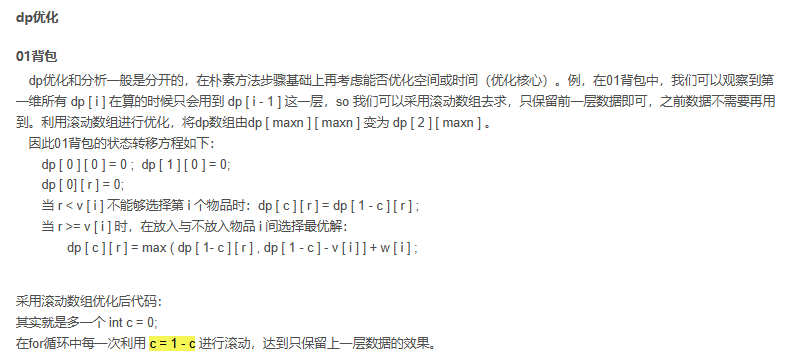 dp优化
01背包
dp优化和分析一般是分开的，在朴素方法步骤基础上再考虑能否优化空间或时间（优化核心）。例，在01背包中，我们可以观察到第
一维所有 dp [ i ] 在算的时候只会用到 dp [ i - 1 ] 这一层，so 我们可以采用滚动数组去求，只保留前一层数据即可，之前数据不需要再用
到。利用滚动数组进行优化，将dp数组由dp [ maxn ] [ maxn ] 变为 dp [ 2 ] [ maxn ] 。
因此01背包的状态转移方程如下：
dp [ 0 ] [ 0 ] = 0 ;  dp [ 1 ] [ 0 ] = 0;
dp [ 0] [ r ] = 0;
当 r < v [ i ] 不能够选择第 i 个物品时：dp [ c ] [ r ] = dp [ 1 - c ] [ r ] ;
当 r >= v [ i ] 时，在放入与不放入物品 i 间选择最优解：
dp [ c ] [ r ] = max ( dp [ 1- c ] [ r ] , dp [ 1 - c ] - v [ i ] ] + w [ i ] ;
采用滚动数组优化后代码：
其实就是多一个 int c = 0;
在for循环中每一次利用 c = 1 - c 进行滚动，达到只保留上一层数据的效果。